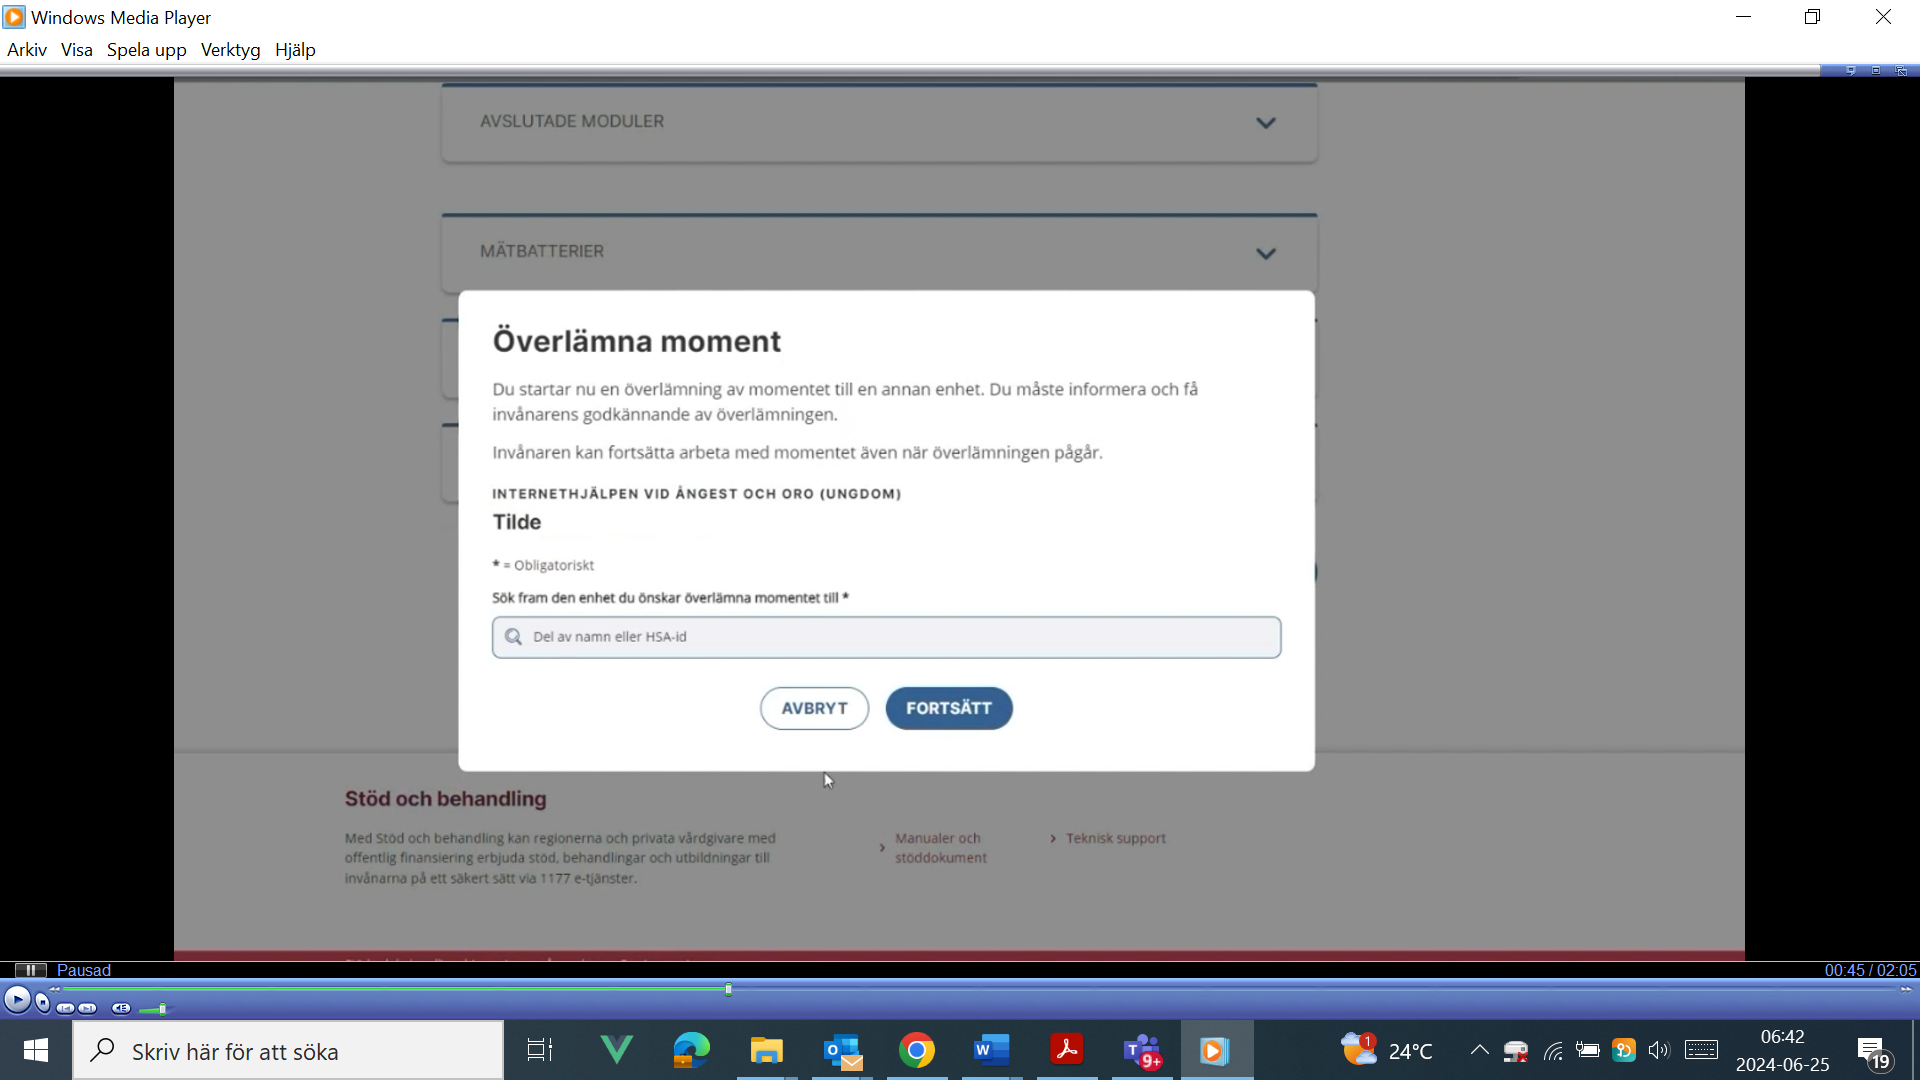 Windows Media Player
Arkiv Visa Spela upp Verktyg Hjälp
AVSLUTADE MODULER
MÄTBATTERIER
Överlämna moment
Du startar nu en överlämning av momentet till en annan enhet. Du måste informera och få
invånarens godkännande av överlämningen.
Invånaren kan fortsätta arbeta med momentet även när överlämningen pågår.
INTERNETHJÄLPEN VID ÅNGEST OCH ORO (UNGDOM)
Tilde
* = Obligatoriskt
Sök fram den enhet du önskar överlämna momentet till *
Del av namn eller HSA-id
AVBRYT FORTSÄTT
Stöd och behandling
Med Stöd och behandling kan regionerna och privata vårdgivare med
offentlig finansiering erbjuda stöd, behandlingar och utbildningar till
invånarna på ett säkert sätt via 1177 e-tjänster.
Manualer och
stöddokument
Teknisk support
Pausad 00:45 / 02:05
Skriv här för att söka
9+
1
24°C
06:42
2024-06-25
19